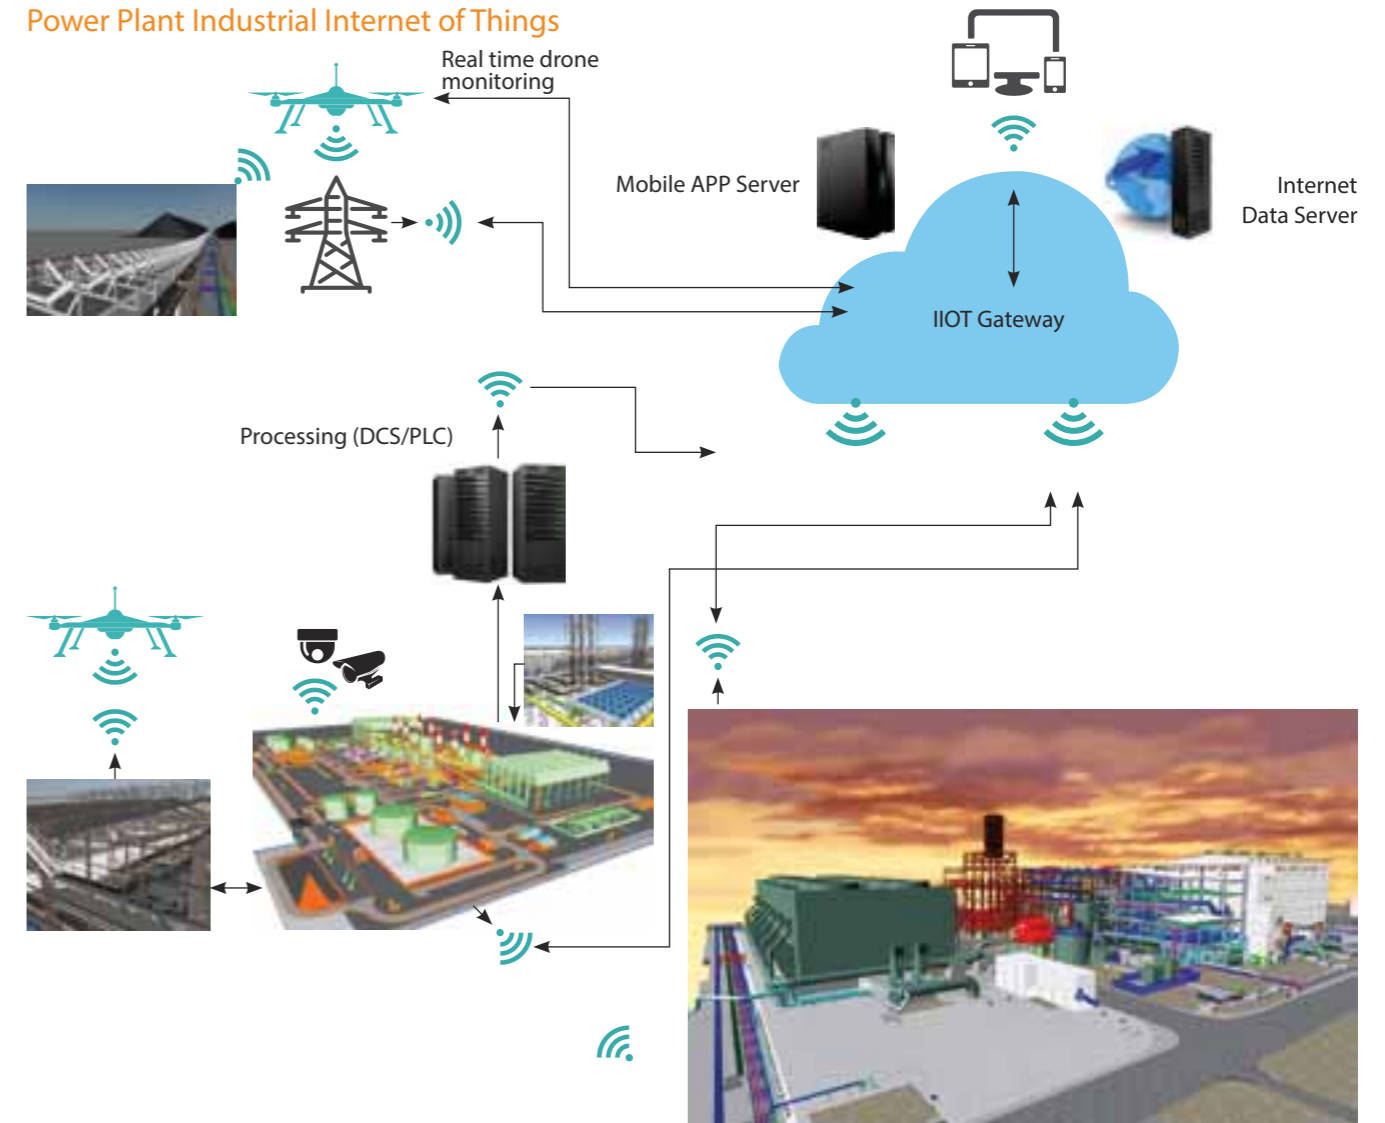 Power Plant Industrial Internet of Things
Real time drone
monitoring
Mobile APP Server
Internet
Data Server
IIOT Gateway
Processing (DCS/PLC)